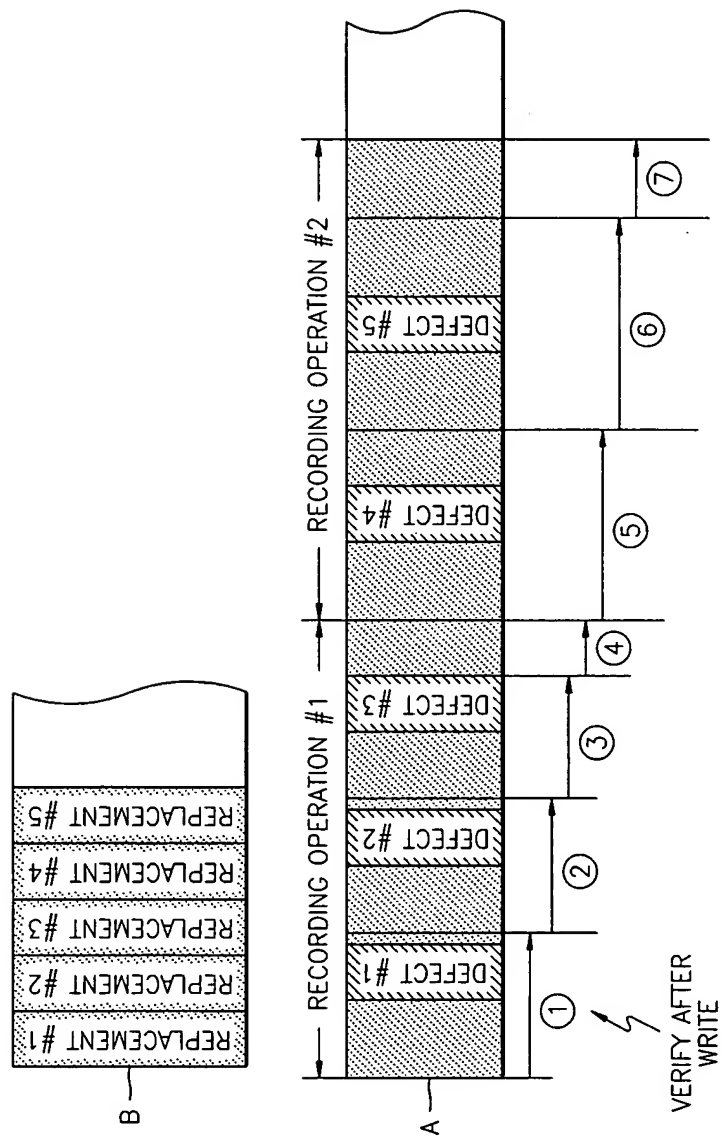 REPLACEMENT #1
REPLACEMENT #2
REPLACEMENT #3
REPLACEMENT #4
REPLACEMENT #5
B
RECORDING OPERATION #1
RECORDING OPERATION #2
DEFECT #1
DEFECT #2
DEFECT #3
DEFECT #4
DEFECT #5
A
①
②
③
④
⑤
⑥
⑦
VERIFY AFTER
WRITE